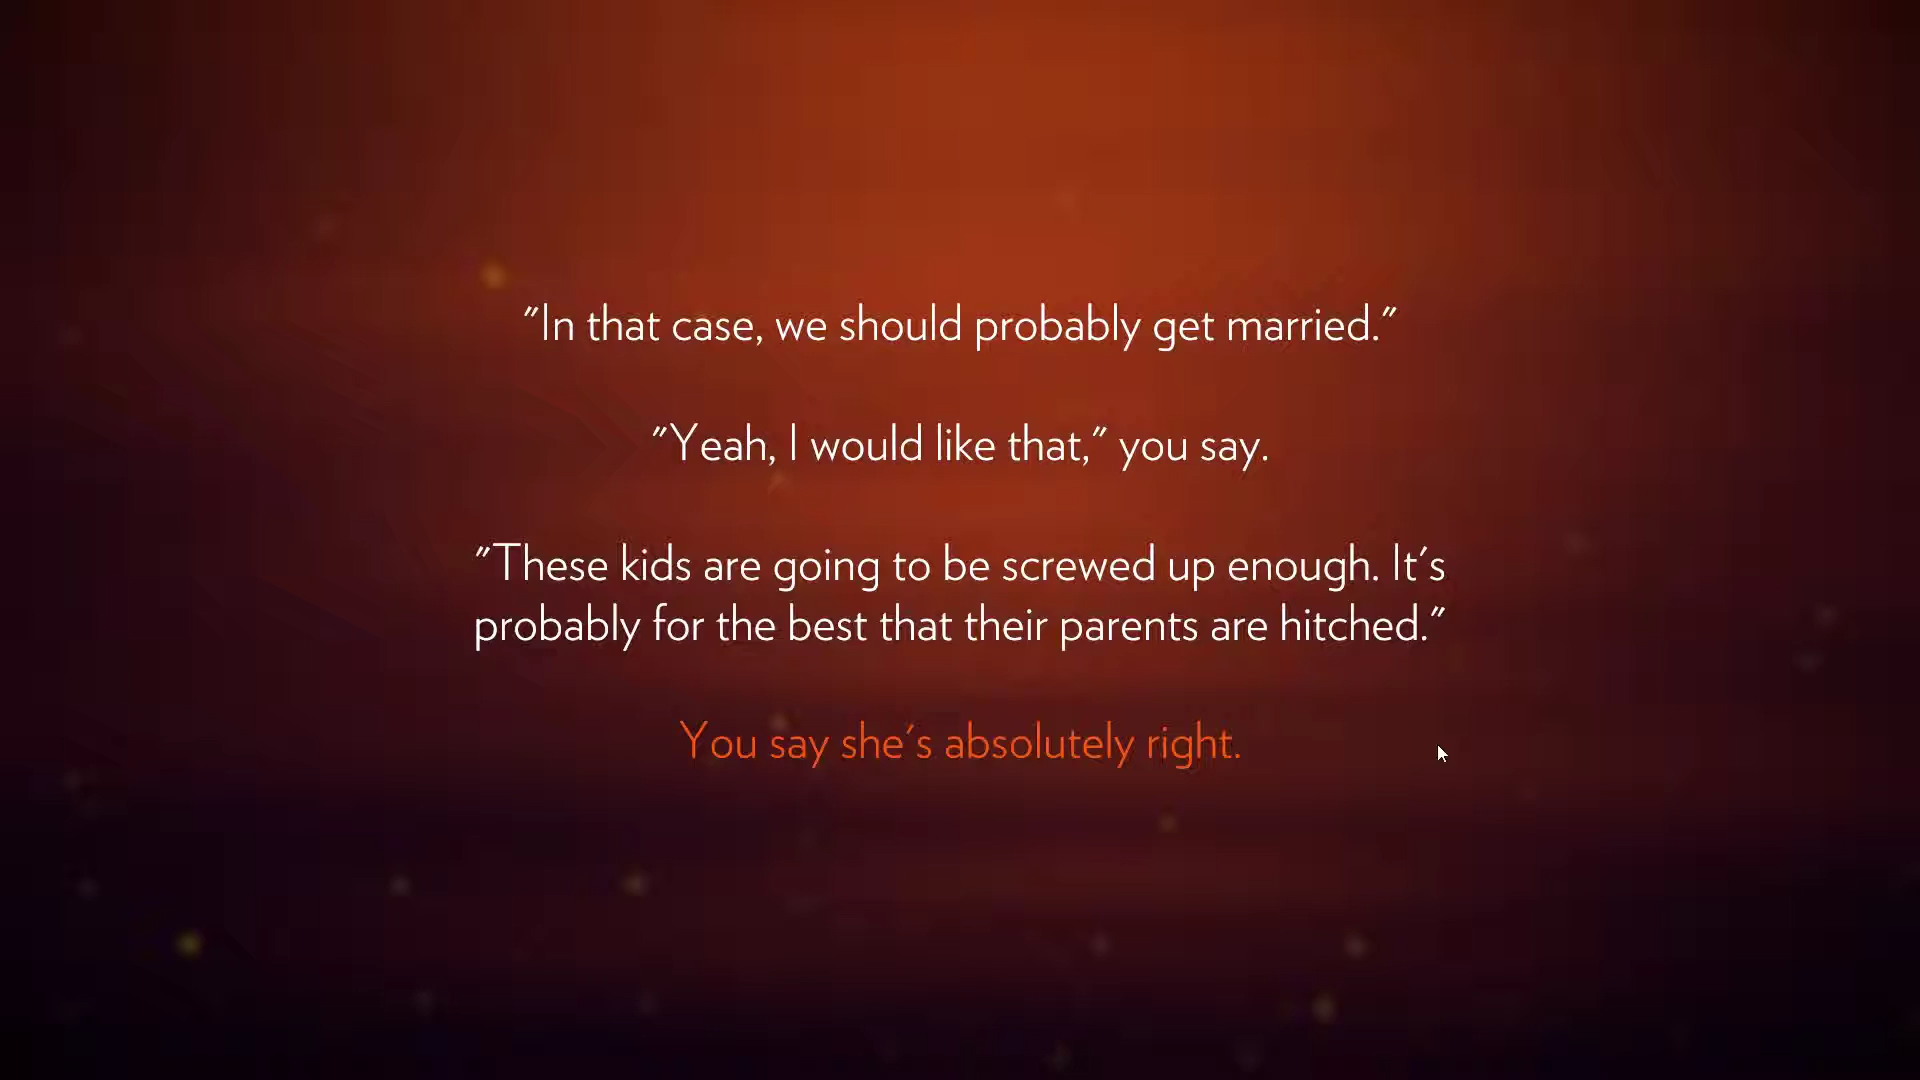 "In that case, we should probably get married."
"Yeah, I would like that," you say.
"These kids are going to be screwed up enough. It's
probably for the best that their parents are hitched."
You say she's absolutely right.